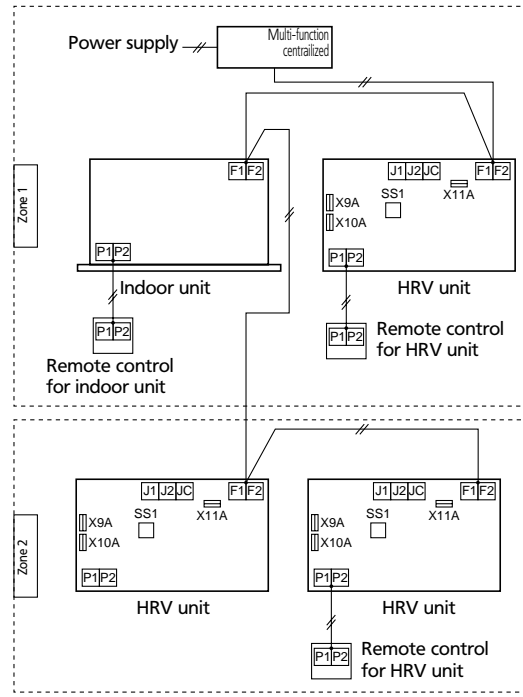 Power supply
Multi-function
centrailized
Zone 1
F1 F2
P1 P2
Indoor unit
P1 P2
Remote control
for indoor unit
J1 J2 JC
F1 F2
X11A
SS1
X9A
X10A
P1 P2
HRV unit
P1 P2
Remote control
for HRV unit
Zone 2
J1 J2 JC
F1 F2
SS1
X11A
X9A
X10A
P1 P2
HRV unit
J1 J2 JC
F1 F2
SS1
X11A
X9A
X10A
P1 P2
HRV unit
P1 P2
Remote control
for HRV unit